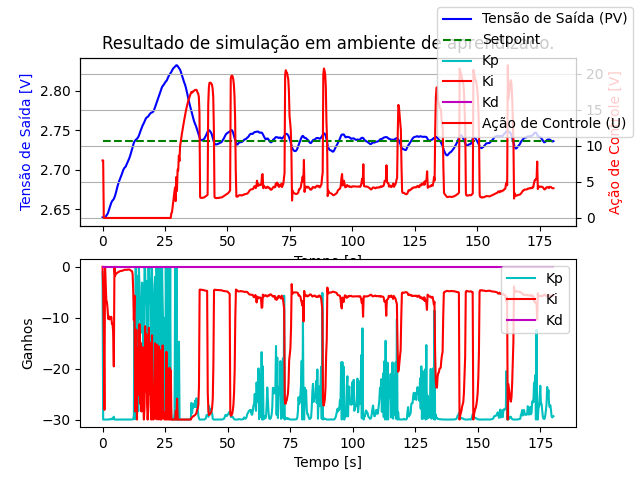 Resultado de simulação em ambiente de aprendizado.
Tensão de Saída (PV)
Setpoint
Kp
Ki
Kd
Ação de Controle (U)
Tensão de Saída [V]
2.80
2.75
2.70
2.65
20
15
10
5
0
Ação de Controle [V]
0 25 50 75 100 125 150 175
Tempo [s]
Kp
Ki
Kd
Ganhos
0
−10
−20
−30
0 25 50 75 100 125 150 175
Tempo [s]